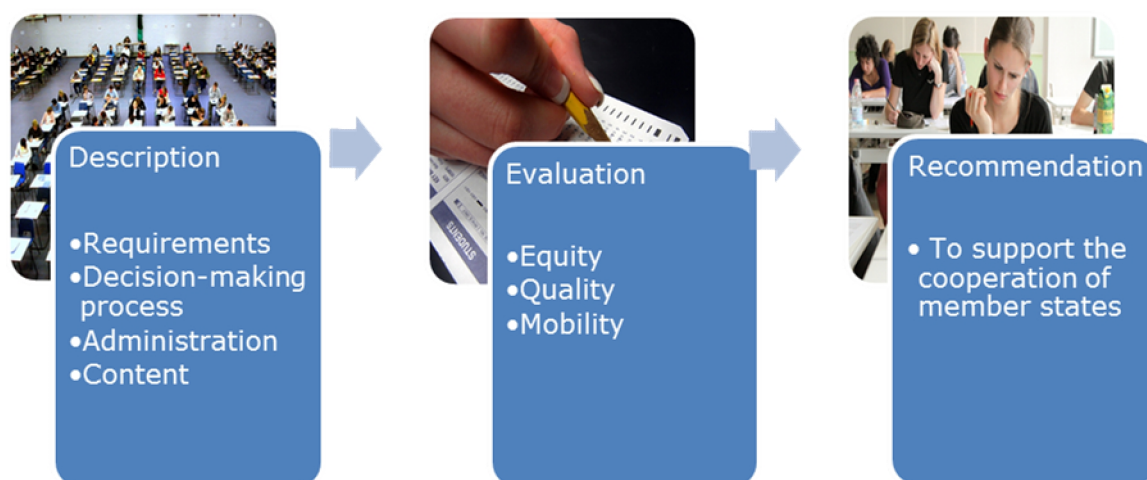 Description
•Requirements
•Decision-making
process
•Administration
•Content
Evaluation
•Equity
•Quality
•Mobility
Recommendation
• To support the
cooperation of
member states
STUDENTS